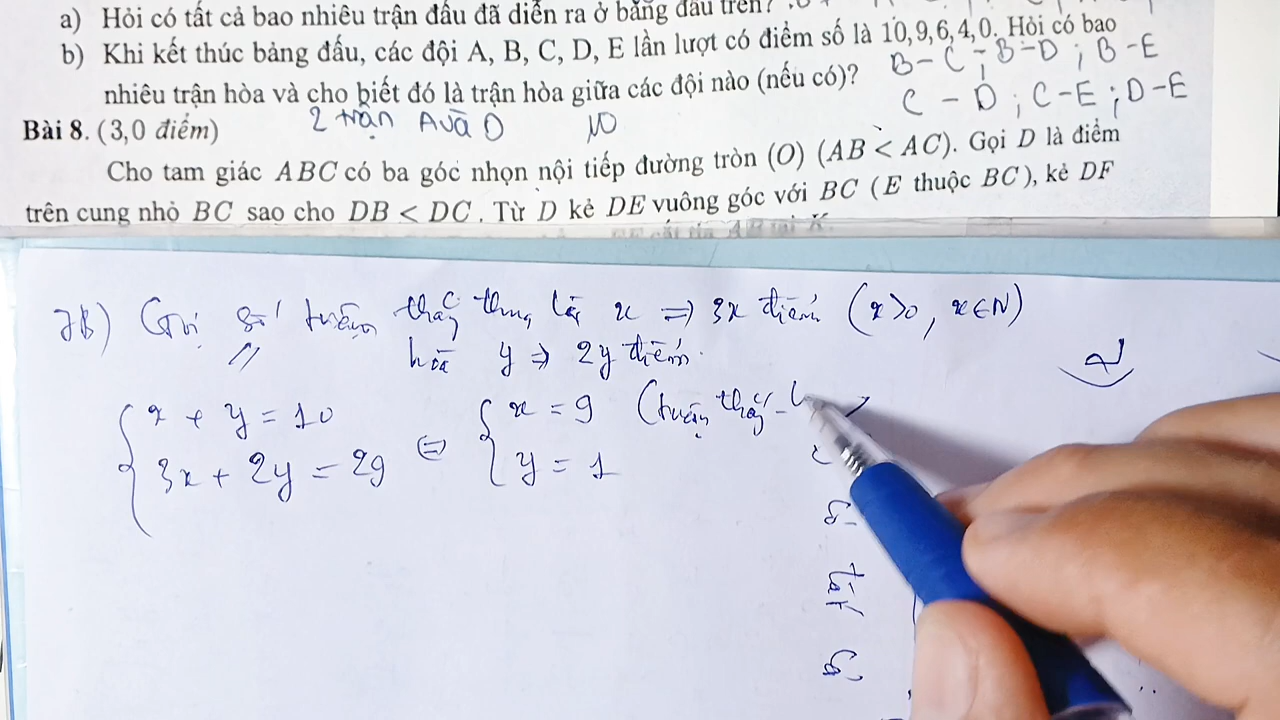 a) Hỏi có tất cả bao nhiêu trận đấu đã diễn ra ở bảng đấu trên?
b) Khi kết thúc bảng đấu, các đội A, B, C, D, E lần lượt có điểm số là 10,9,6,4,0. Hỏi có bao
B-C; B-D; B-E
nhiêu trận hòa và cho biết đó là trận hòa giữa các đội nào (nếu có)?
C-D; C-E; D-E
Bài 8. (3,0 điểm)
2 trận A và D
Cho tam giác ABC có ba góc nhọn nội tiếp đường tròn (O) (AB < AC). Gọi D là điểm
trên cung nhỏ BC sao cho DB < DC. Từ D kẻ DE vuông góc với BC (E thuộc BC), kẻ DF
7b) Gọi số trận thắng thua là x ⇒ 3x điểm (x>0, x∈N)
// hoà y ⇒ 2y điểm.
{ x + y = 10 ⇔ { x = 9 (trận thắng -
3x + 2y = 29 y = 1